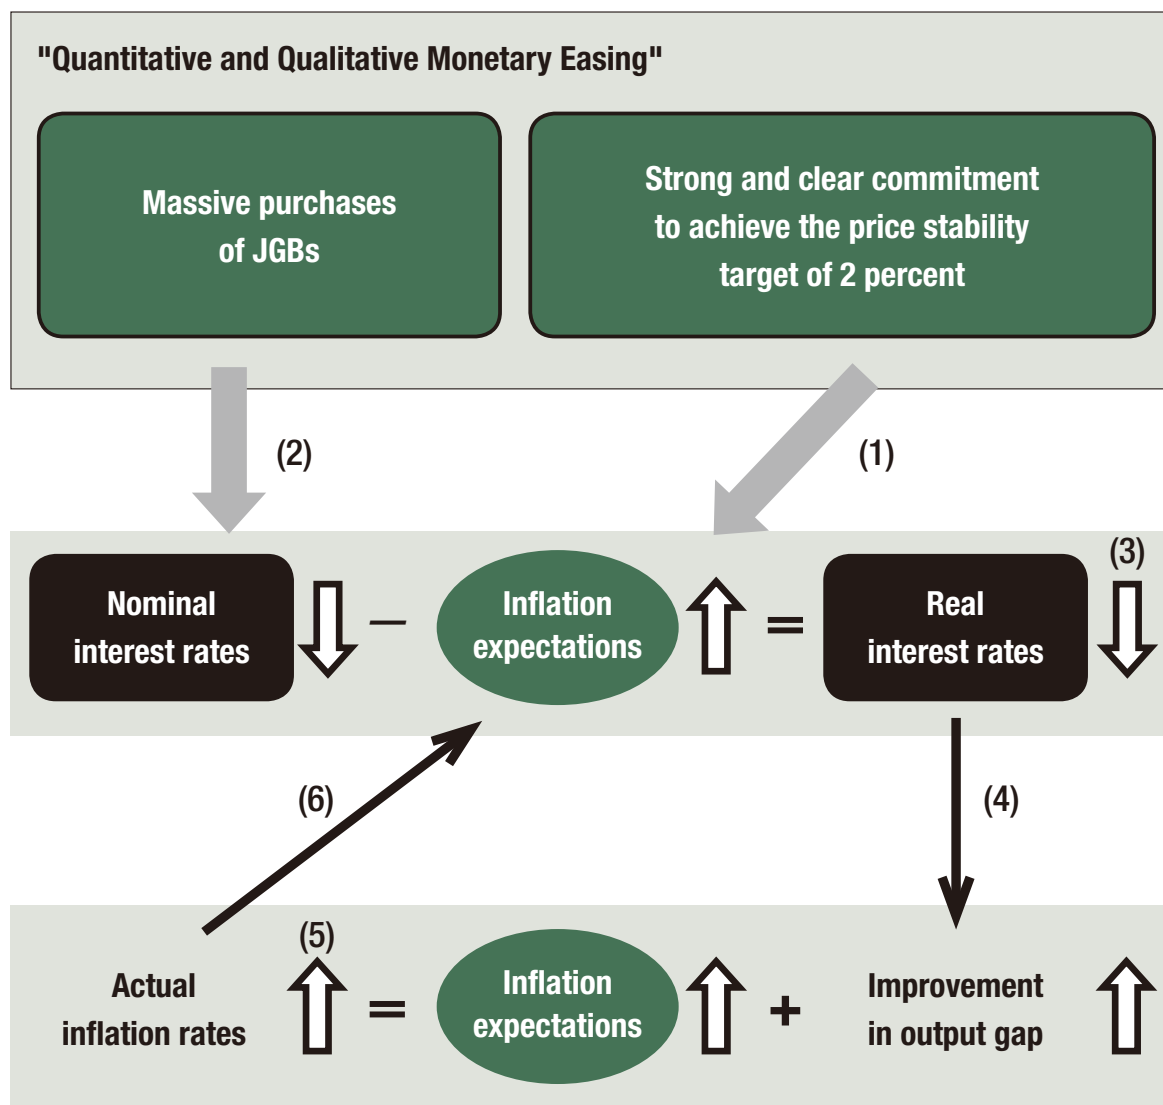 "Quantitative and Qualitative Monetary Easing"
Massive purchases
of JGBs
Strong and clear commitment
to achieve the price stability
target of 2 percent
(2)
(1)
(3)
Nominal
interest rates
−
Inflation
expectations
=
Real
interest rates
(6)
(4)
(5)
Actual
inflation rates
=
Inflation
expectations
+
Improvement
in output gap